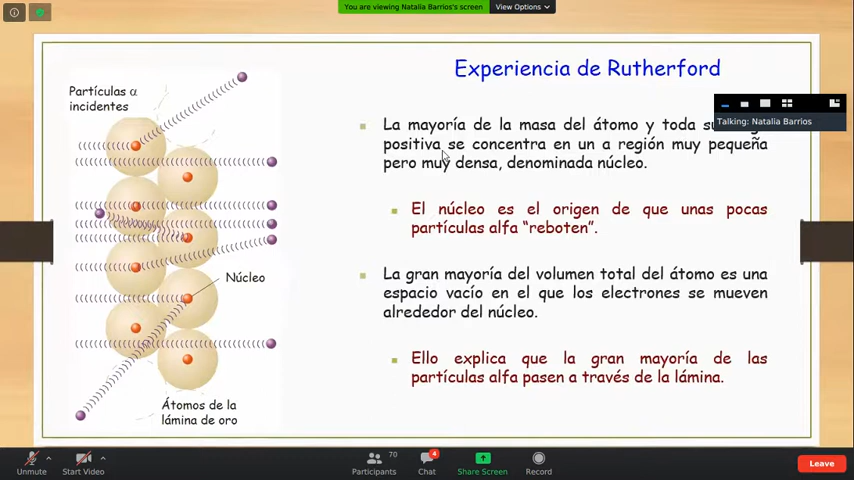 You are viewing Natalia Barrios's screen
View Options
Experiencia de Rutherford
Partículas α
incidentes
Núcleo
Átomos de la
lámina de oro
La mayoría de la masa del átomo y toda su
positiva se concentra en un a región muy pequeña
pero muy densa, denominada núcleo.
El núcleo es el origen de que unas pocas
partículas alfa “reboten”.
La gran mayoría del volumen total del átomo es una
espacio vacío en el que los electrones se mueven
alrededor del núcleo.
Ello explica que la gran mayoría de las
partículas alfa pasen a través de la lámina.
Talking: Natalia Barrios
Unmute
Start Video
Participants
70
Chat
4
Share Screen
Record
Leave